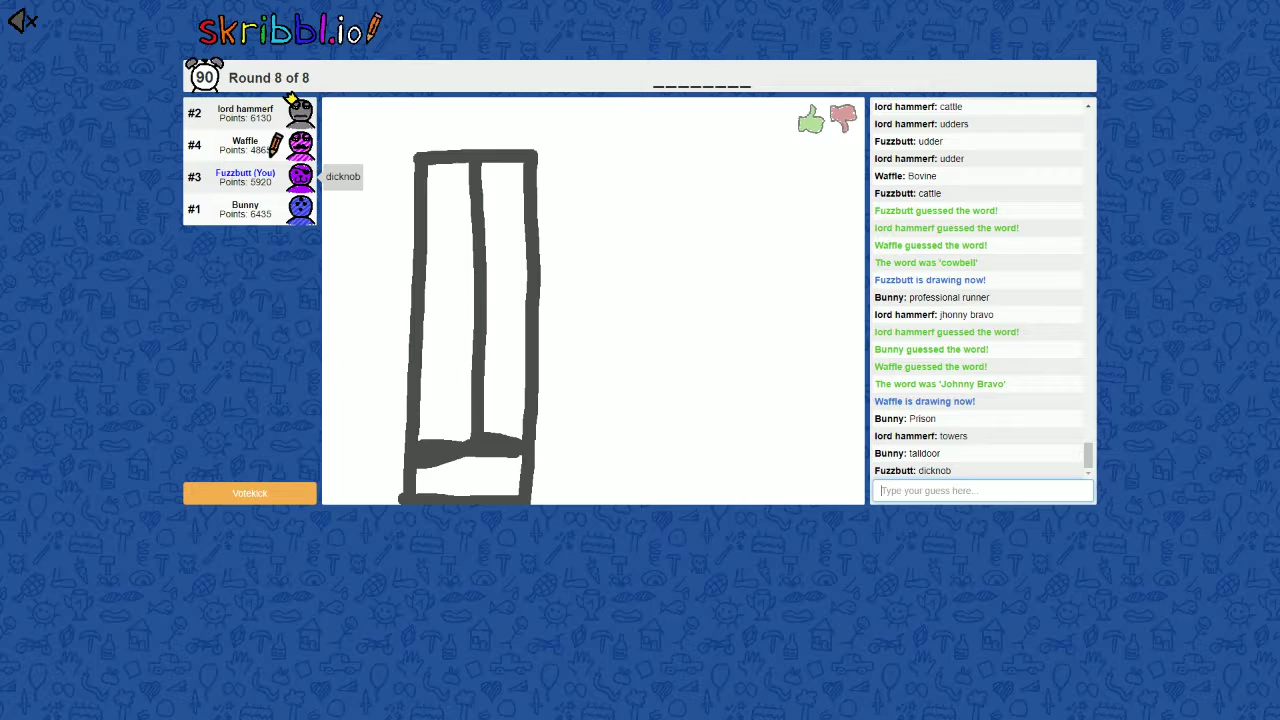 skribbl.io
90
Round 8 of 8
________
#2
lord hammerf
Points: 6130
#4
Waffle
Points: 4865
#3
Fuzzbutt (You)
Points: 5920
#1
Bunny
Points: 6435
dicknob
Votekick
lord hammerf: cattle
lord hammerf: udders
Fuzzbutt: udder
lord hammerf: udder
Waffle: Bovine
Fuzzbutt: cattle
Fuzzbutt guessed the word!
lord hammerf guessed the word!
Waffle guessed the word!
The word was 'cowbell'
Fuzzbutt is drawing now!
Bunny: professional runner
lord hammerf: jhonny bravo
lord hammerf guessed the word!
Bunny guessed the word!
Waffle guessed the word!
The word was 'Johnny Bravo'
Waffle is drawing now!
Bunny: Prison
lord hammerf: towers
Bunny: talldoor
Fuzzbutt: dicknob
Type your guess here...